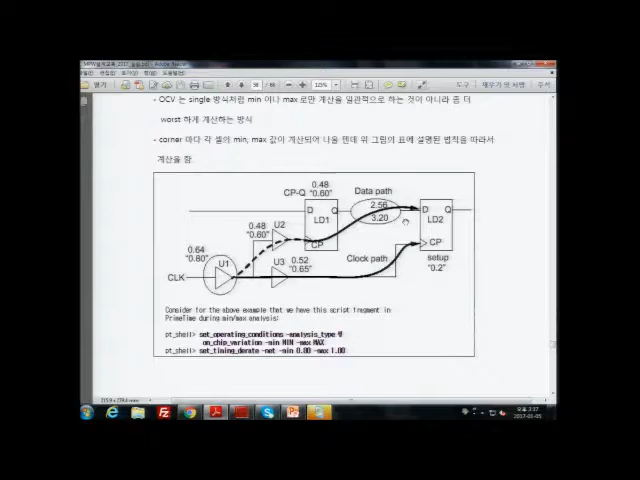 - OCV 는 single 방식처럼 min 이나 max 로만 계산을 일관적으로 하는 것이 아니라 좀 더
worst 하게 계산하는 방식
- corner 마다 각 셀의 min, max 값이 계산되어 나올 텐데 위 그림의 표에 설명된 법칙을 따라서
계산을 함.
0.48
CP-Q "0.60"
Data path
2.56
3.20
D Q
LD1
CP
D Q
LD2
CP
0.48 U2
"0.60"
0.64
"0.80"
U1
CLK
0.52
U3 "0.65"
Clock path
setup
"0.2"
Consider for the above example that we have this script fragment in
PrimeTime during min/max analysis:
pt_shell> set_operating_conditions -analysis_type \
on_chip_variation -min MIN -max MAX
pt_shell> set_timing_derate -net -min 0.80 -max 1.00
오후 3:37
2017-01-05